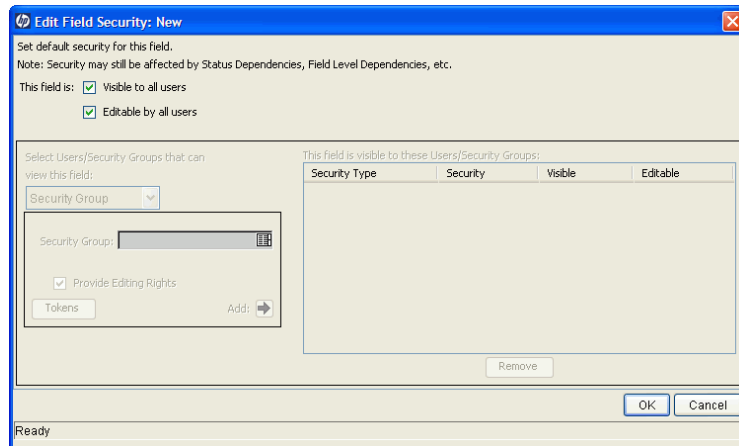 hp Edit Field Security: New
Set default security for this field.
Note: Security may still be affected by Status Dependencies, Field Level Dependencies, etc.
This field is: Visible to all users
Editable by all users
Select Users/Security Groups that can
view this field:
Security Group
Security Group:
Provide Editing Rights
Tokens Add:
This field is visible to these Users/Security Groups:
Security Type Security Visible Editable
Remove
OK Cancel
Ready